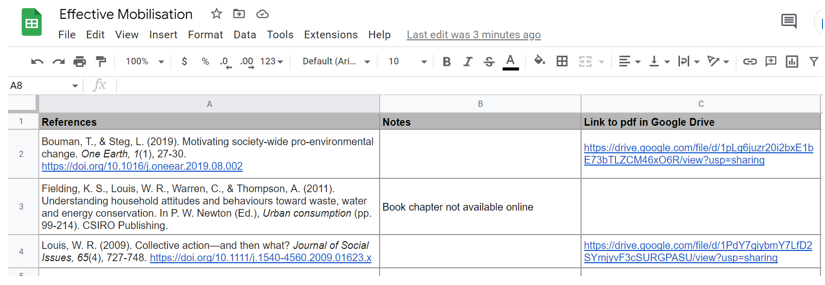 Effective Mobilisation
File Edit View Insert Format Data Tools Extensions Help Last edit was 3 minutes ago
100% $ % .0 .00 123 Default (Ari... 10 B I S A
A8 fx
A B C
1 References Notes Link to pdf in Google Drive
Bouman, T., & Steg, L. (2019). Motivating society-wide pro-environmental
change. One Earth, 1(1), 27-30.
https://doi.org/10.1016/j.oneear.2019.08.002
2
https://drive.google.com/file/d/1pLg6juzr20i2bxE1b
E73bTLZCM46xO6R/view?usp=sharing
Fielding, K. S., Louis, W. R., Warren, C., & Thompson, A. (2011).
Understanding household attitudes and behaviours toward waste, water
and energy conservation. In P. W. Newton (Ed.), Urban consumption (pp.
99-214). CSIRO Publishing.
3
Book chapter not available online
Louis, W. R. (2009). Collective action—and then what? Journal of Social
Issues, 65(4), 727-748. https://doi.org/10.1111/j.1540-4560.2009.01623.x
4
https://drive.google.com/file/d/1PdY7giybmY7LfD2
SYmjyvF3cSURGPASU/view?usp=sharing